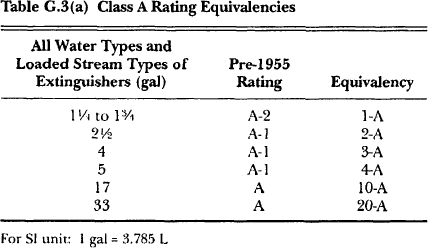 Table G.3(a) Class A Rating Equivalencies
All Water Types and
Loaded Stream Types of Pre-1955
Extinguishers (gal) Rating Equivalency
1¼ to 1¾ A-2 1-A
2½ A-1 2-A
4 A-1 3-A
5 A-1 4-A
17 A 10-A
33 A 20-A
For SI unit: 1 gal = 3.785 L